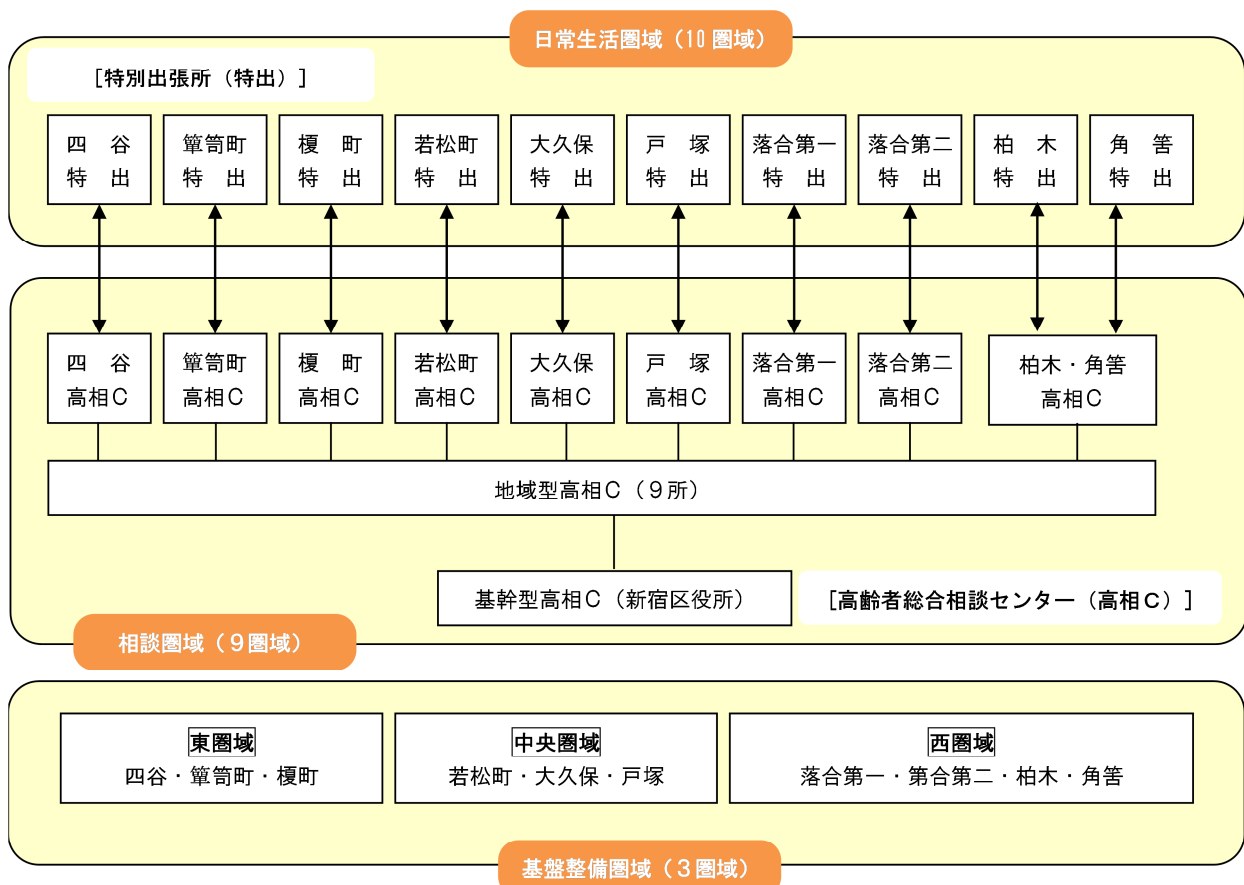 日常生活圏域（10圏域）
［特別出張所（特出）］
四　谷
特　出
簞笥町
特　出
榎　町
特　出
若松町
特　出
大久保
特　出
戸　塚
特　出
落合第一
特　出
落合第二
特　出
柏　木
特　出
角　筈
特　出
四　谷
高相Ｃ
簞笥町
高相Ｃ
榎　町
高相Ｃ
若松町
高相Ｃ
大久保
高相Ｃ
戸　塚
高相Ｃ
落合第一
高相Ｃ
落合第二
高相Ｃ
柏木・角筈
高相Ｃ
地域型高相Ｃ（９所）
基幹型高相Ｃ（新宿区役所）
［高齢者総合相談センター（高相Ｃ）］
相談圏域（９圏域）
東圏域
四谷・簞笥町・榎町
中央圏域
若松町・大久保・戸塚
西圏域
落合第一・第合第二・柏木・角筈
基盤整備圏域（３圏域）